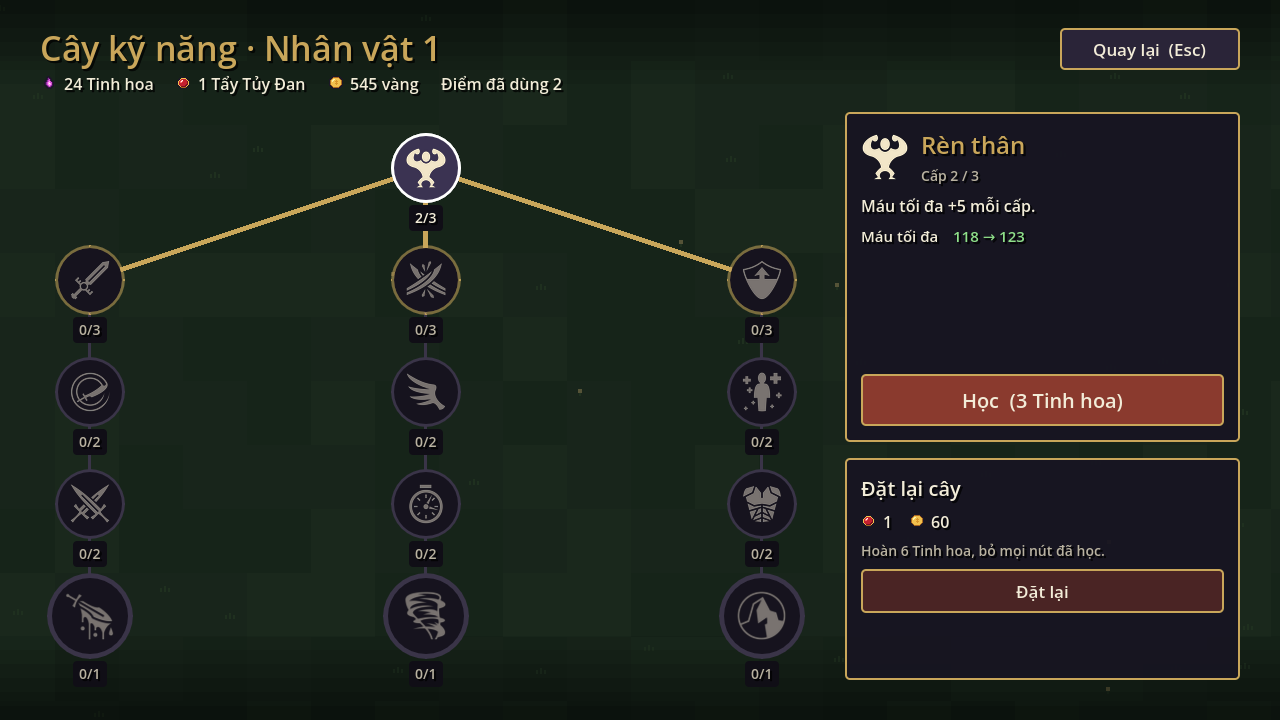 Cây kỹ năng · Nhân vật 1
24 Tinh hoa 1 Tẩy Tủy Đan 545 vàng Điểm đã dùng 2
Quay lại (Esc)
2/3
0/3 0/3 0/3
0/2 0/2 0/2
0/2 0/2 0/2
0/1 0/1 0/1
Rèn thân
Cấp 2 / 3
Máu tối đa +5 mỗi cấp.
Máu tối đa 118 → 123
Học (3 Tinh hoa)
Đặt lại cây
1 60
Hoàn 6 Tinh hoa, bỏ mọi nút đã học.
Đặt lại